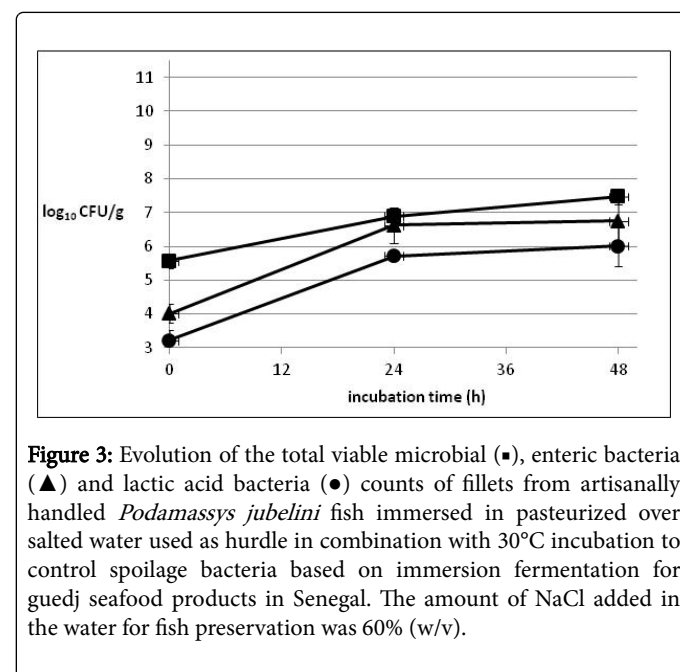 11
10
9
8
log₁₀ CFU/g 7
6
5
4
3
0 12 24 36 48
incubation time (h)
Figure 3: Evolution of the total viable microbial (▪), enteric bacteria
(▲) and lactic acid bacteria (●) counts of fillets from artisanally
handled Podamassys jubelini fish immersed in pasteurized over
salted water used as hurdle in combination with 30°C incubation to
control spoilage bacteria based on immersion fermentation for
guedj seafood products in Senegal. The amount of NaCl added in
the water for fish preservation was 60% (w/v).